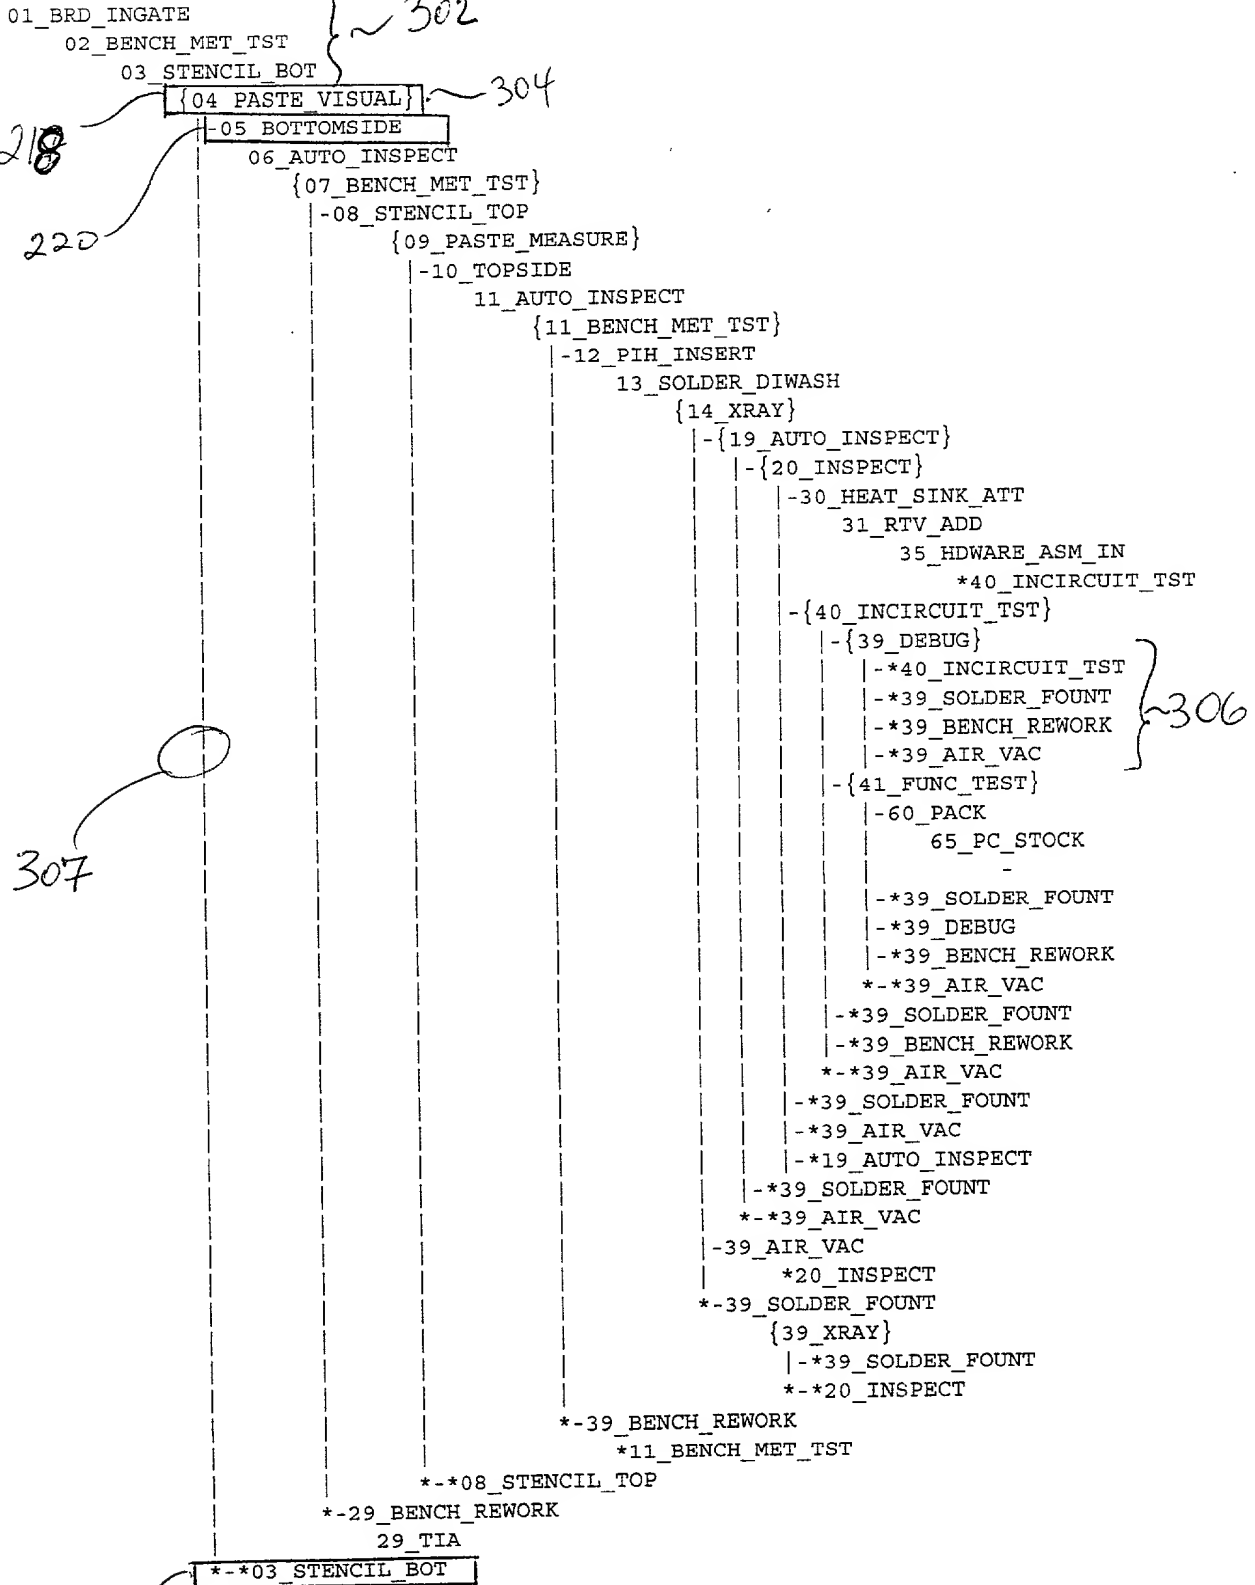 01_BRD_INGATE
~ 302
02_BENCH_MET_TST
03_STENCIL_BOT
{04_PASTE_VISUAL}
304
218
-05_BOTTOMSIDE
06_AUTO_INSPECT
{07_BENCH_MET_TST}
|-08_STENCIL_TOP
220
{09_PASTE_MEASURE}
|-10_TOPSIDE
11_AUTO_INSPECT
{11_BENCH_MET_TST}
|-12_PIH_INSERT
13_SOLDER_DIWASH
{14_XRAY}
|-{19_AUTO_INSPECT}
|-{20_INSPECT}
|-30_HEAT_SINK_ATT
31_RTV_ADD
35_HDWARE_ASM_IN
*40_INCIRCUIT_TST
-{40_INCIRCUIT_TST}
|-{39_DEBUG}
|-*40_INCIRCUIT_TST
|-*39_SOLDER_FOUNT
~306
|-*39_BENCH_REWORK
|-*39_AIR_VAC
-{41_FUNC_TEST}
|-60_PACK
65_PC_STOCK
307
-
|-*39_SOLDER_FOUNT
|-*39_DEBUG
|-*39_BENCH_REWORK
*-*39_AIR_VAC
|-*39_SOLDER_FOUNT
|-*39_BENCH_REWORK
*-*39_AIR_VAC
|-*39_SOLDER_FOUNT
|-*39_AIR_VAC
|-*19_AUTO_INSPECT
|-*39_SOLDER_FOUNT
*-*39_AIR_VAC
|-39_AIR_VAC
*20_INSPECT
*-39_SOLDER_FOUNT
{39_XRAY}
|-*39_SOLDER_FOUNT
*-*20_INSPECT
*-39_BENCH_REWORK
*11_BENCH_MET_TST
*-*08_STENCIL_TOP
*-29_BENCH_REWORK
29_TIA
*-*03_STENCIL_BOT